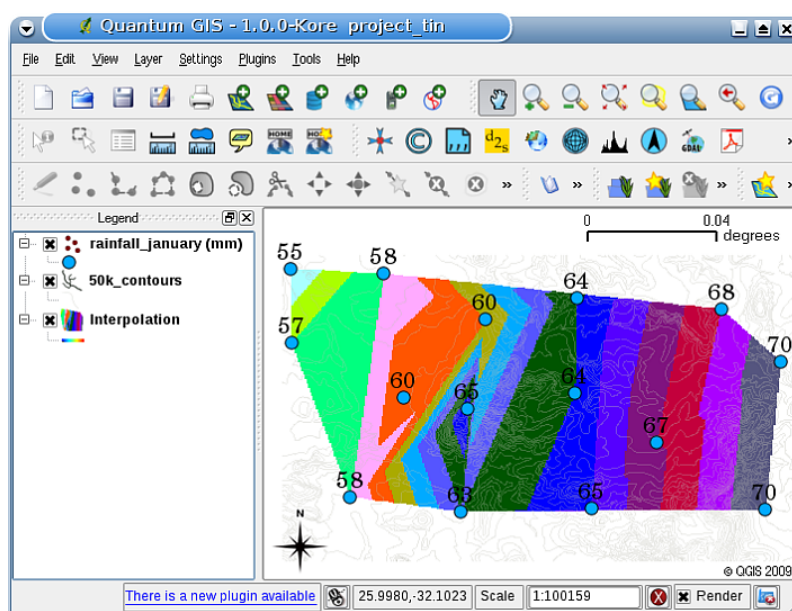 Quantum GIS - 1.0.0-Kore project_tin
File Edit View Layer Settings Plugins Tools Help
HOME
d2s
GDAL
Legend
rainfall_january (mm)
50k_contours
Interpolation
0 0.04
degrees
55 58
60
64
68
57
70
60
65
64
67
58
63
65
70
N
© QGIS 2009
There is a new plugin available 25.9980,-32.1023 Scale 1:100159 Render